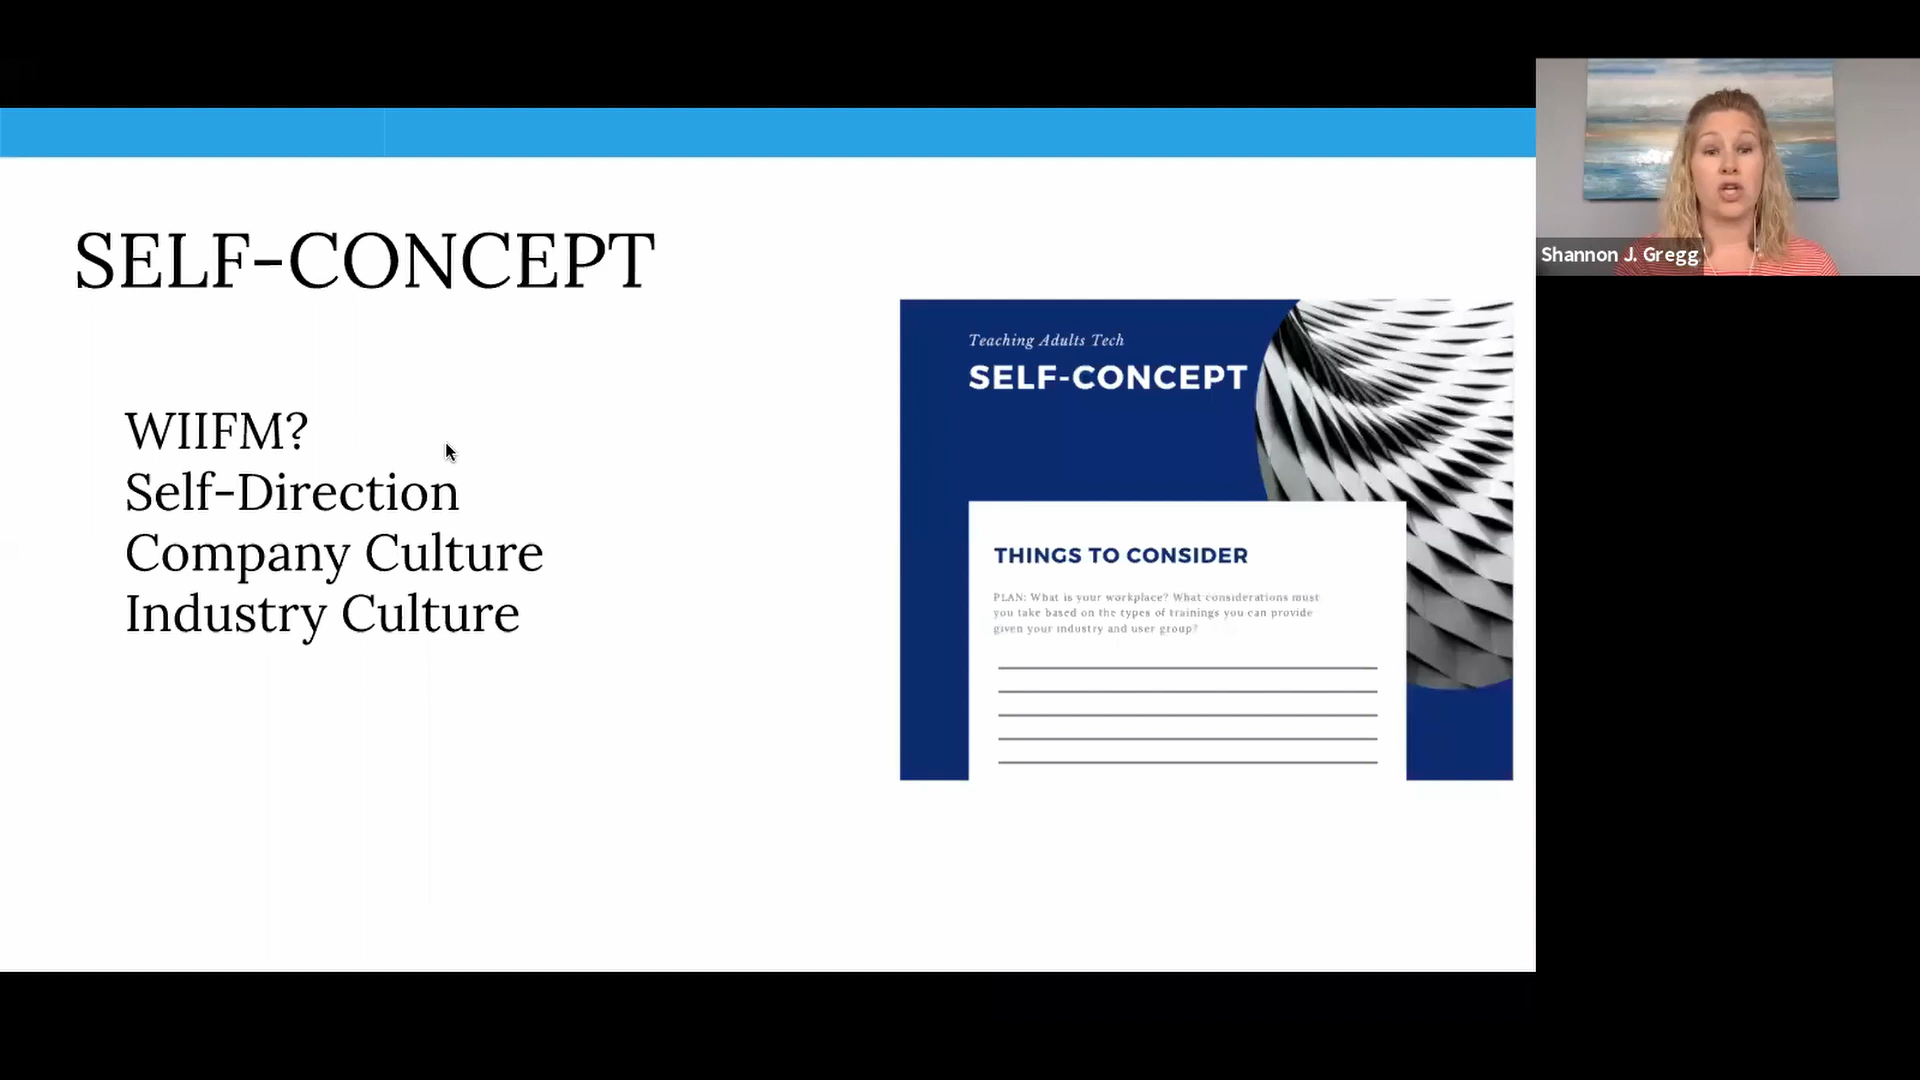 SELF-CONCEPT
WIIFM?
Self-Direction
Company Culture
Industry Culture
Teaching Adults Tech
SELF-CONCEPT
THINGS TO CONSIDER
PLAN: What is your workplace? What considerations must
you take based on the types of trainings you can provide
given your industry and user group?
Shannon J. Gregg